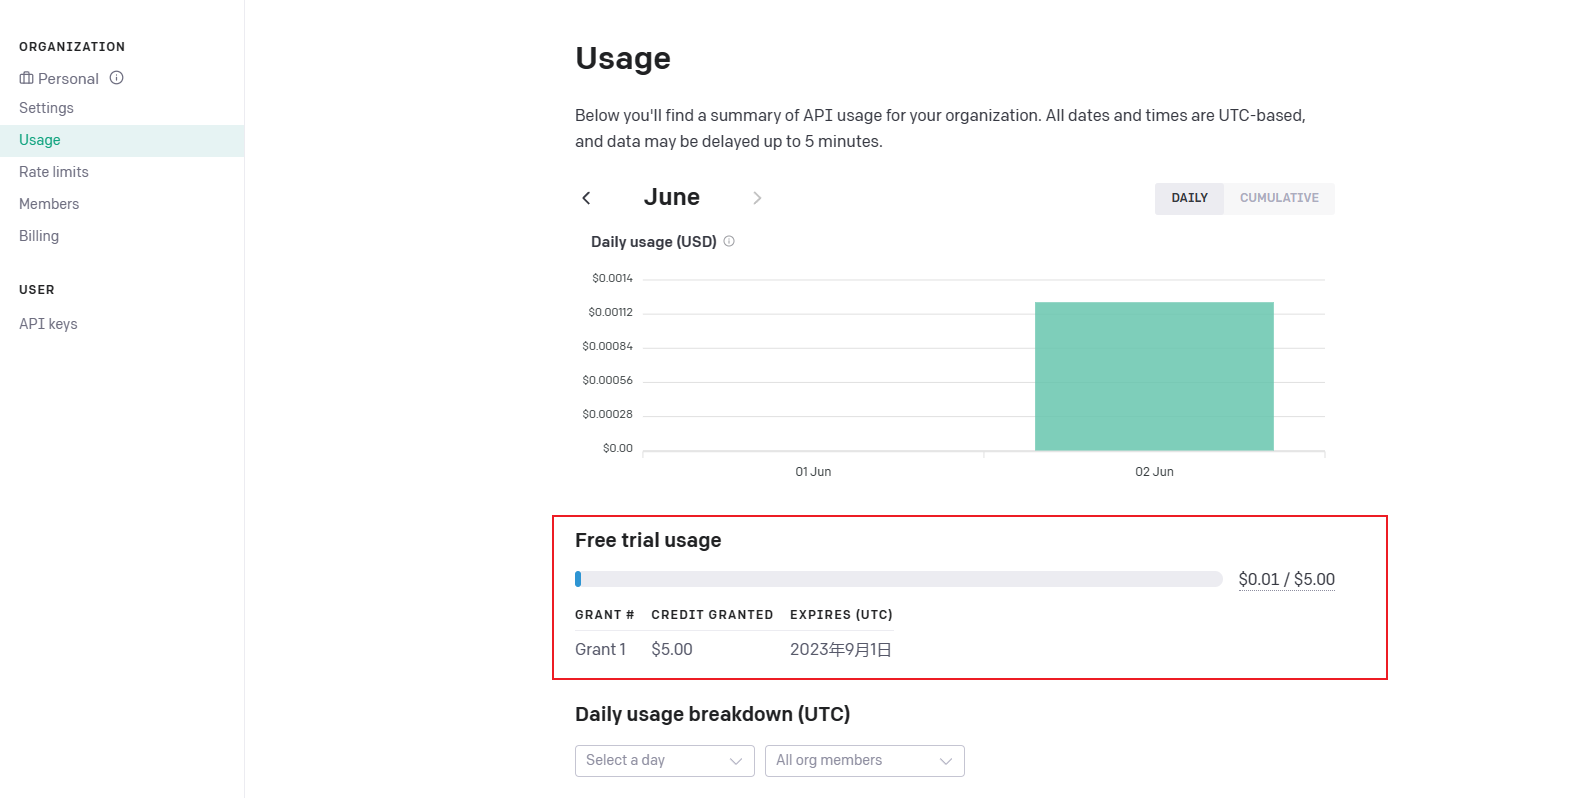 ORGANIZATION
Personal
Settings
Usage
Rate limits
Members
Billing
USER
API keys
Usage
Below you'll find a summary of API usage for your organization. All dates and times are UTC-based,
and data may be delayed up to 5 minutes.
June
DAILY CUMULATIVE
Daily usage (USD)
$0.0014
$0.00112
$0.00084
$0.00056
$0.00028
$0.00
01 Jun 02 Jun
Free trial usage
$0.01 / $5.00
GRANT # CREDIT GRANTED EXPIRES (UTC)
Grant 1 $5.00 2023年9月1日
Daily usage breakdown (UTC)
Select a day All org members